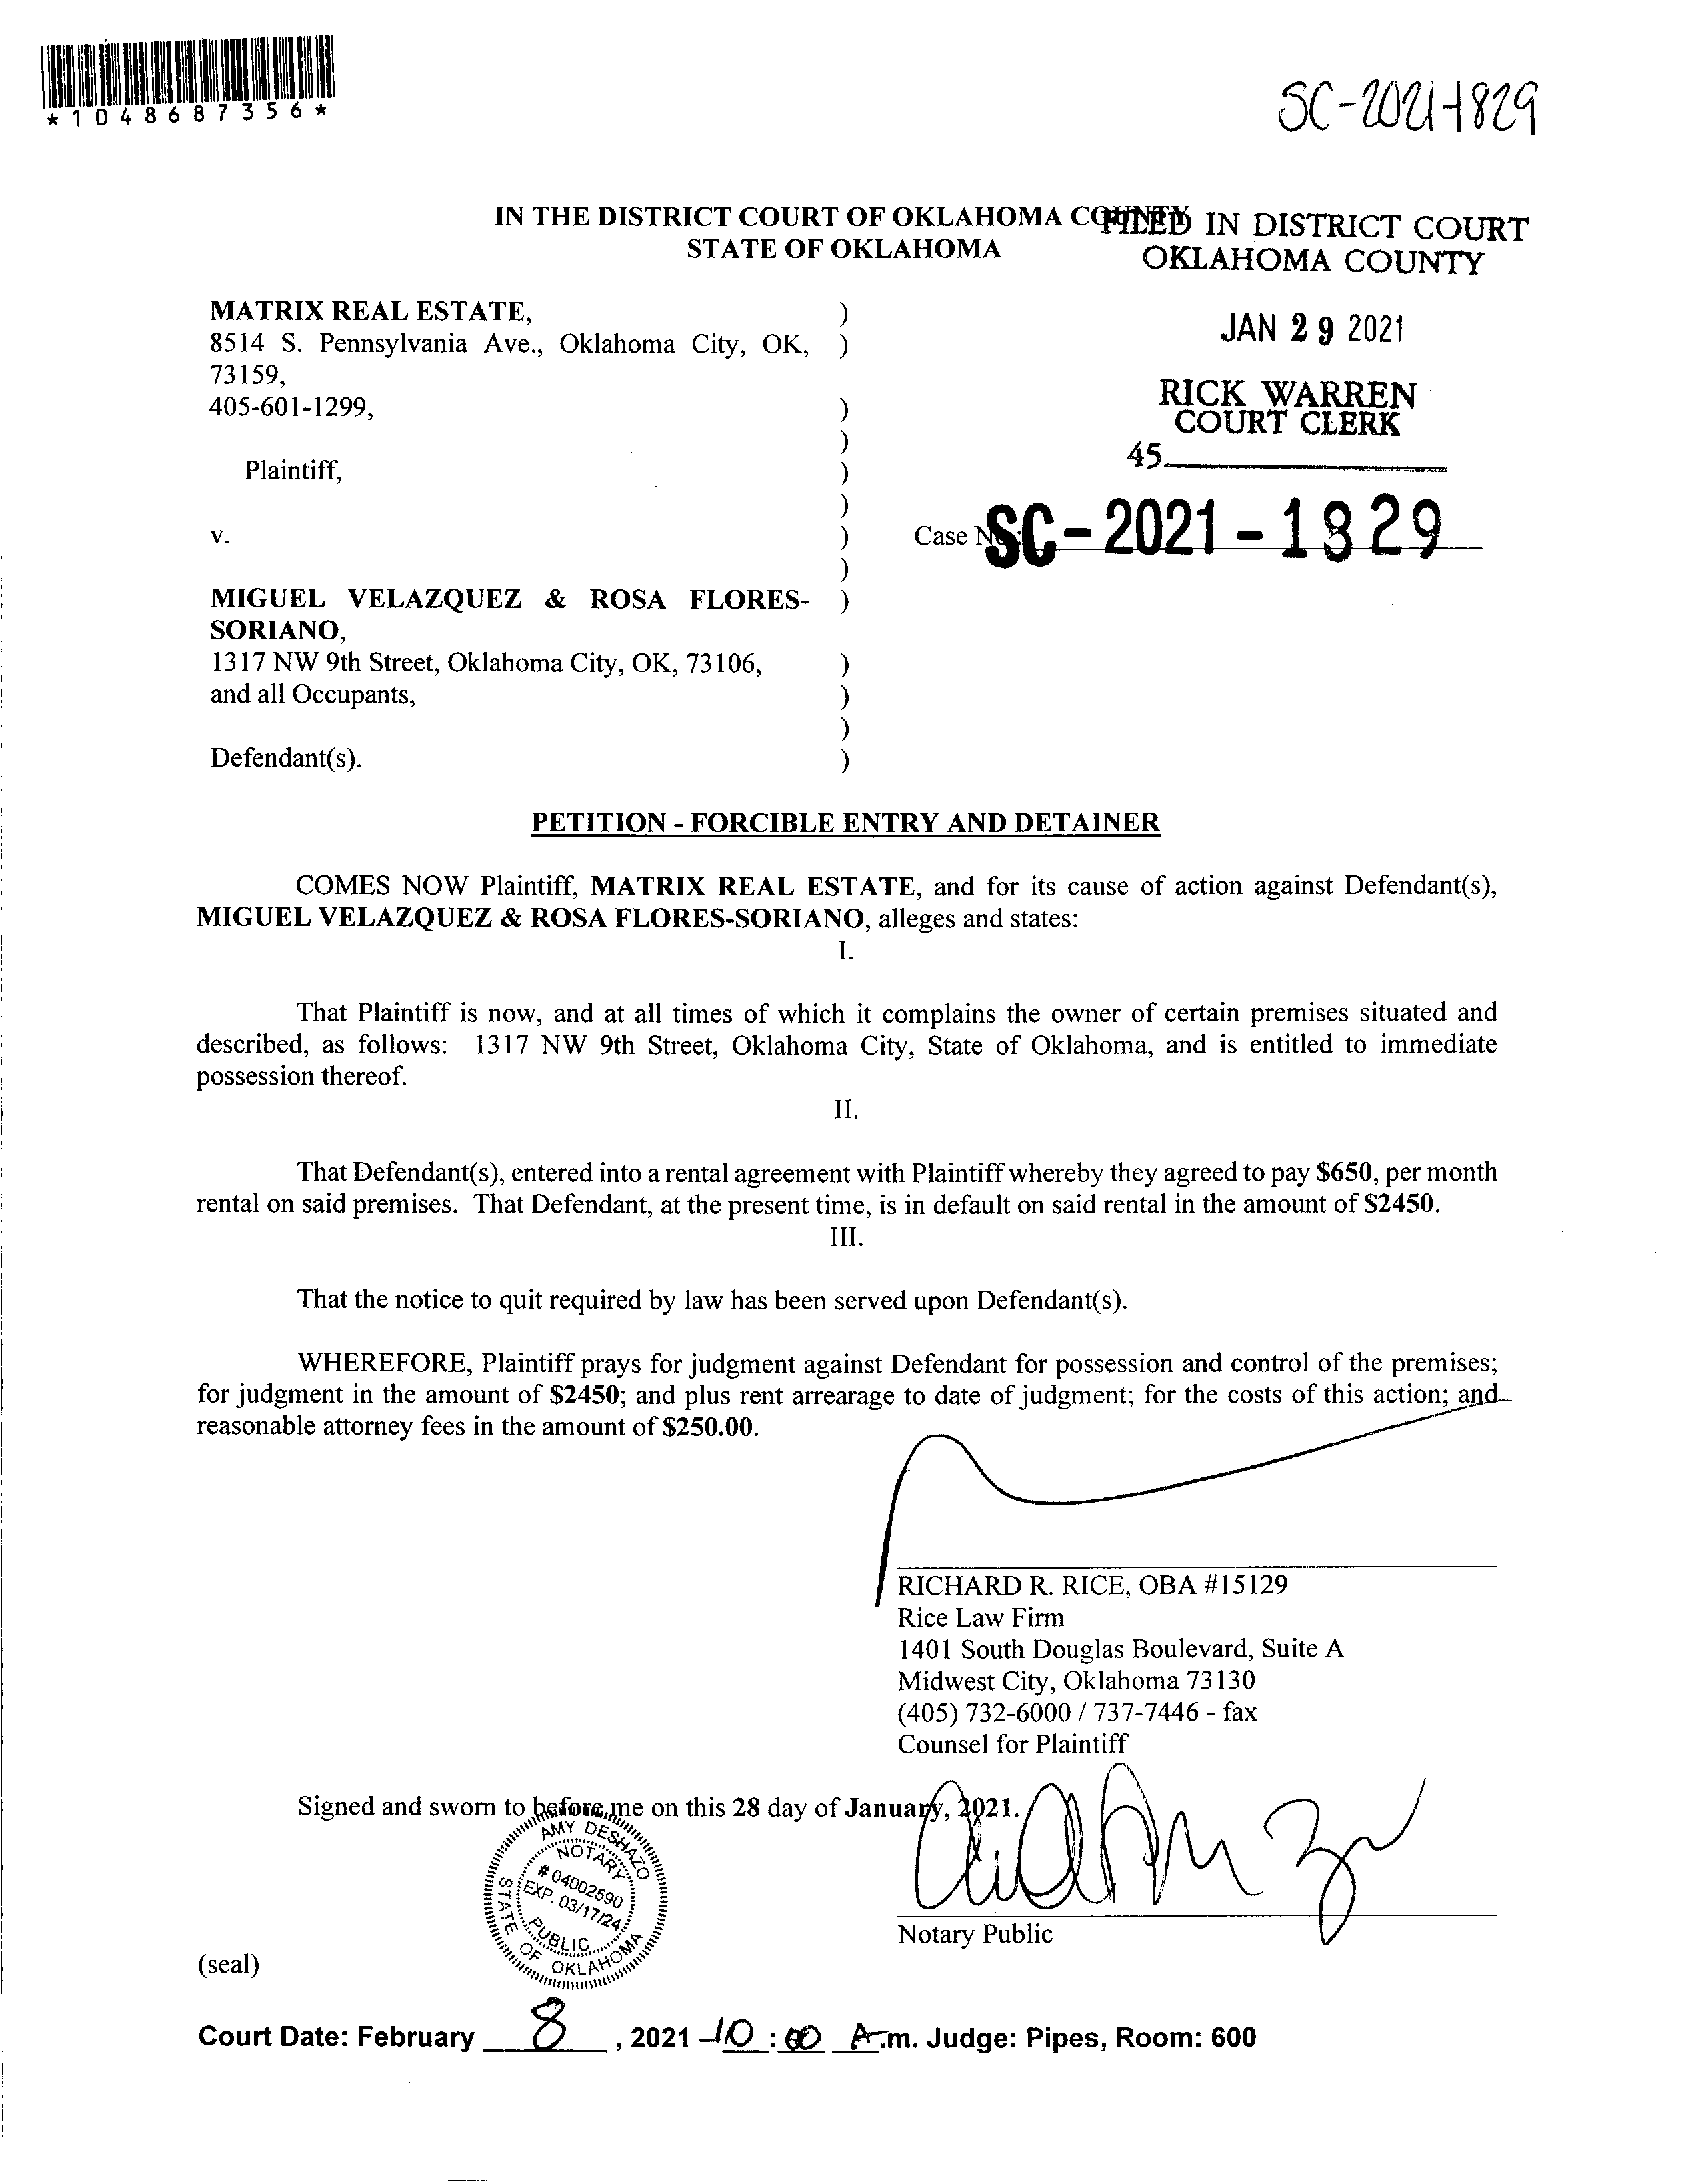 *1048687356*
SC-2021-1829
IN THE DISTRICT COURT OF OKLAHOMA COUNTY
STATE OF OKLAHOMA
FILED IN DISTRICT COURT
OKLAHOMA COUNTY
JAN 29 2021
RICK WARREN
COURT CLERK
45
MATRIX REAL ESTATE, )
8514 S. Pennsylvania Ave., Oklahoma City, OK, )
73159,
405-601-1299, )
)
Plaintiff, )
)
v. ) Case No: SC-2021-1829
)
MIGUEL VELAZQUEZ & ROSA FLORES- )
SORIANO,
1317 NW 9th Street, Oklahoma City, OK, 73106, )
and all Occupants, )
)
Defendant(s). )
PETITION - FORCIBLE ENTRY AND DETAINER
COMES NOW Plaintiff, MATRIX REAL ESTATE, and for its cause of action against Defendant(s),
MIGUEL VELAZQUEZ & ROSA FLORES-SORIANO, alleges and states:
I.
That Plaintiff is now, and at all times of which it complains the owner of certain premises situated and
described, as follows: 1317 NW 9th Street, Oklahoma City, State of Oklahoma, and is entitled to immediate
possession thereof.
II.
That Defendant(s), entered into a rental agreement with Plaintiff whereby they agreed to pay $650, per month
rental on said premises. That Defendant, at the present time, is in default on said rental in the amount of $2450.
III.
That the notice to quit required by law has been served upon Defendant(s).
WHEREFORE, Plaintiff prays for judgment against Defendant for possession and control of the premises;
for judgment in the amount of $2450; and plus rent arrearage to date of judgment; for the costs of this action; and
reasonable attorney fees in the amount of $250.00.
RICHARD R. RICE, OBA #15129
Rice Law Firm
1401 South Douglas Boulevard, Suite A
Midwest City, Oklahoma 73130
(405) 732-6000 / 737-7446 - fax
Counsel for Plaintiff
Signed and sworn to before me on this 28 day of January, 2021.
AMY DESHAZO
NOTARY
# 04002590
EXP. 03/17/24
PUBLIC
STATE OF OKLAHOMA
Notary Public
(seal)
Court Date: February 8, 2021 10:00 A.m. Judge: Pipes, Room: 600